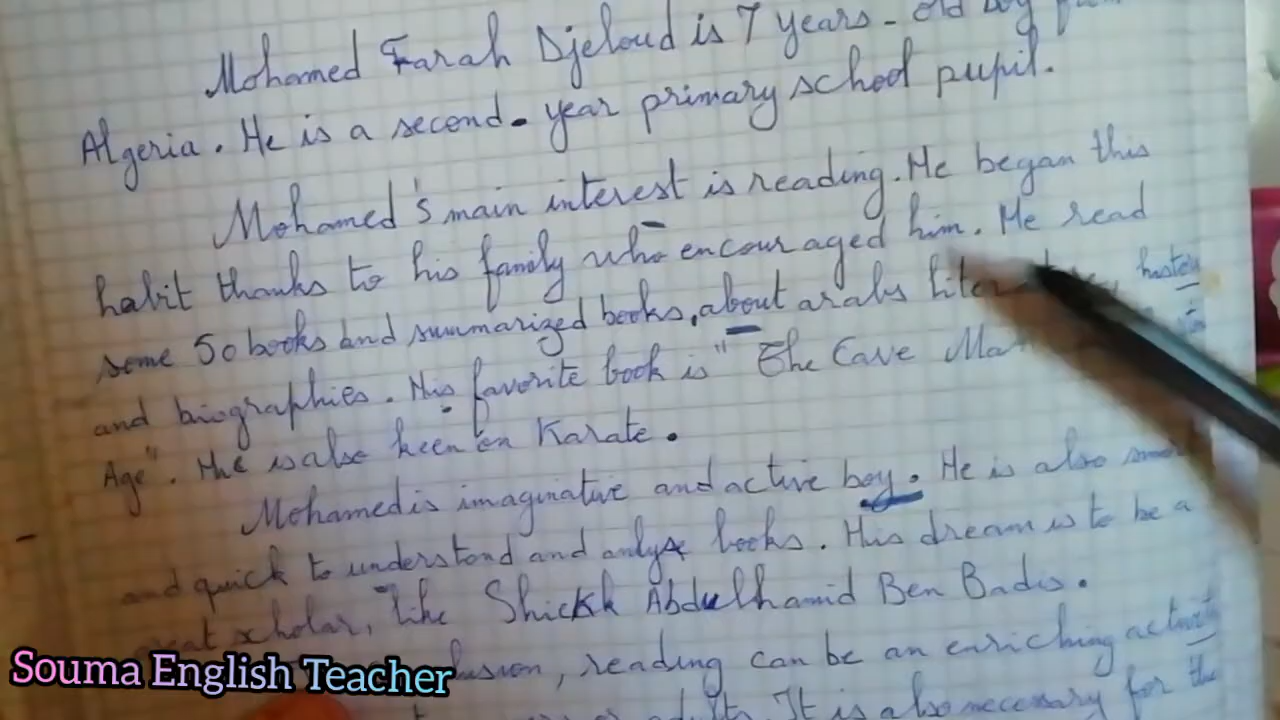 Mohamed Farah Djeloud is 7 years-old boy
Algeria. He is a second-year primary school pupil.
Mohamed's main interest is reading. He began this
habit thanks to his family who encouraged him. He read
some 50 books and summarized books, about arabs
and biographies. His favorite book is "The Cave
Age". He is also keen on Karate.
Mohamed is imaginative and active boy. He is also
and quick to understand and anlyse books. His dream is to be a
scholar, like Shickh Abdulhamid Ben Badis.
reading can be an enriching activity
It is also necessary for the
Souma English Teacher